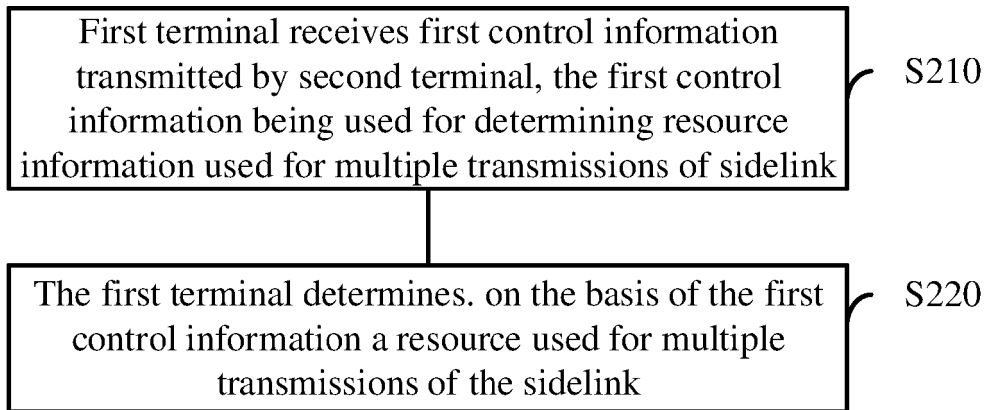 First terminal receives first control information
transmitted by second terminal, the first control
information being used for determining resource
information used for multiple transmissions of sidelink
S210
The first terminal determines. on the basis of the first
control information a resource used for multiple
transmissions of the sidelink
S220